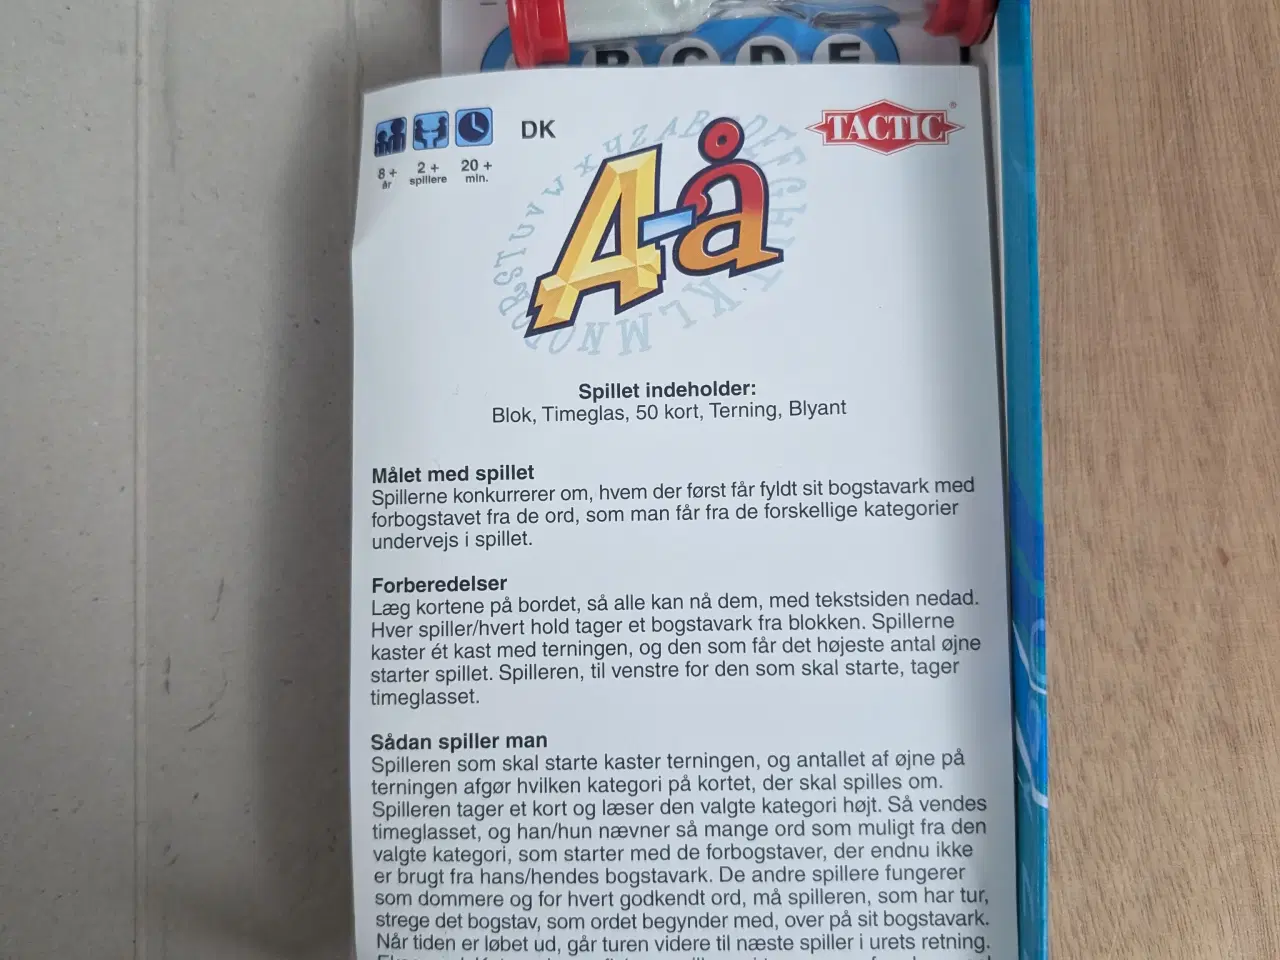 B C D E
8+ år
2+ spillere
20+ min.
DK
TACTIC®
A-å
Spillet indeholder:
Blok, Timeglas, 50 kort, Terning, Blyant
Målet med spillet
Spillerne konkurrerer om, hvem der først får fyldt sit bogstavark med
forbogstavet fra de ord, som man får fra de forskellige kategorier
undervejs i spillet.
Forberedelser
Læg kortene på bordet, så alle kan nå dem, med tekstsiden nedad.
Hver spiller/hvert hold tager et bogstavark fra blokken. Spillerne
kaster ét kast med terningen, og den som får det højeste antal øjne
starter spillet. Spilleren, til venstre for den som skal starte, tager
timeglasset.
Sådan spiller man
Spilleren som skal starte kaster terningen, og antallet af øjne på
terningen afgør hvilken kategori på kortet, der skal spilles om.
Spilleren tager et kort og læser den valgte kategori højt. Så vendes
timeglasset, og han/hun nævner så mange ord som muligt fra den
valgte kategori, som starter med de forbogstaver, der endnu ikke
er brugt fra hans/hendes bogstavark. De andre spillere fungerer
som dommere og for hvert godkendt ord, må spilleren, som har tur,
strege det bogstav, som ordet begynder med, over på sit bogstavark.
Når tiden er løbet ud, går turen videre til næste spiller i urets retning.